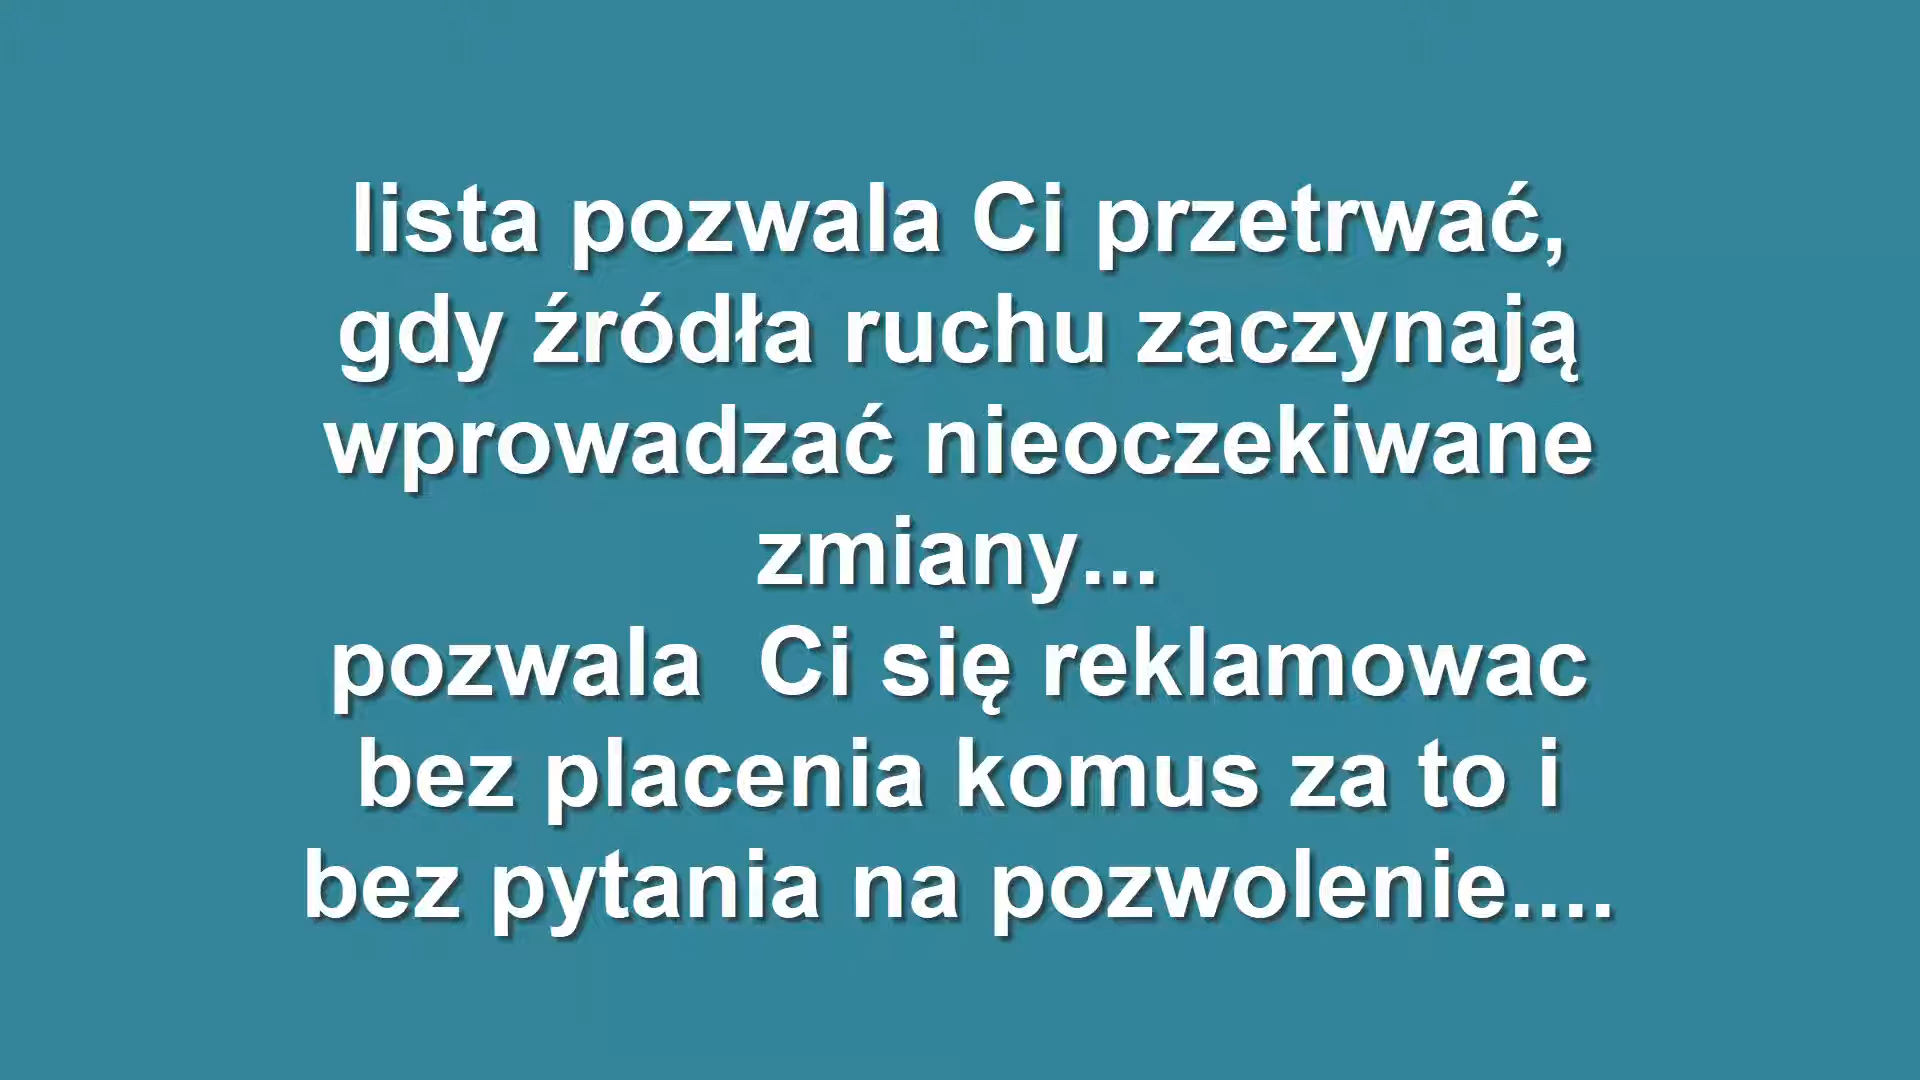 lista pozwala Ci przetrwać,
gdy źródła ruchu zaczynają
wprowadzać nieoczekiwane
zmiany...
pozwala  Ci się reklamowac
bez placenia komus za to i
bez pytania na pozwolenie....